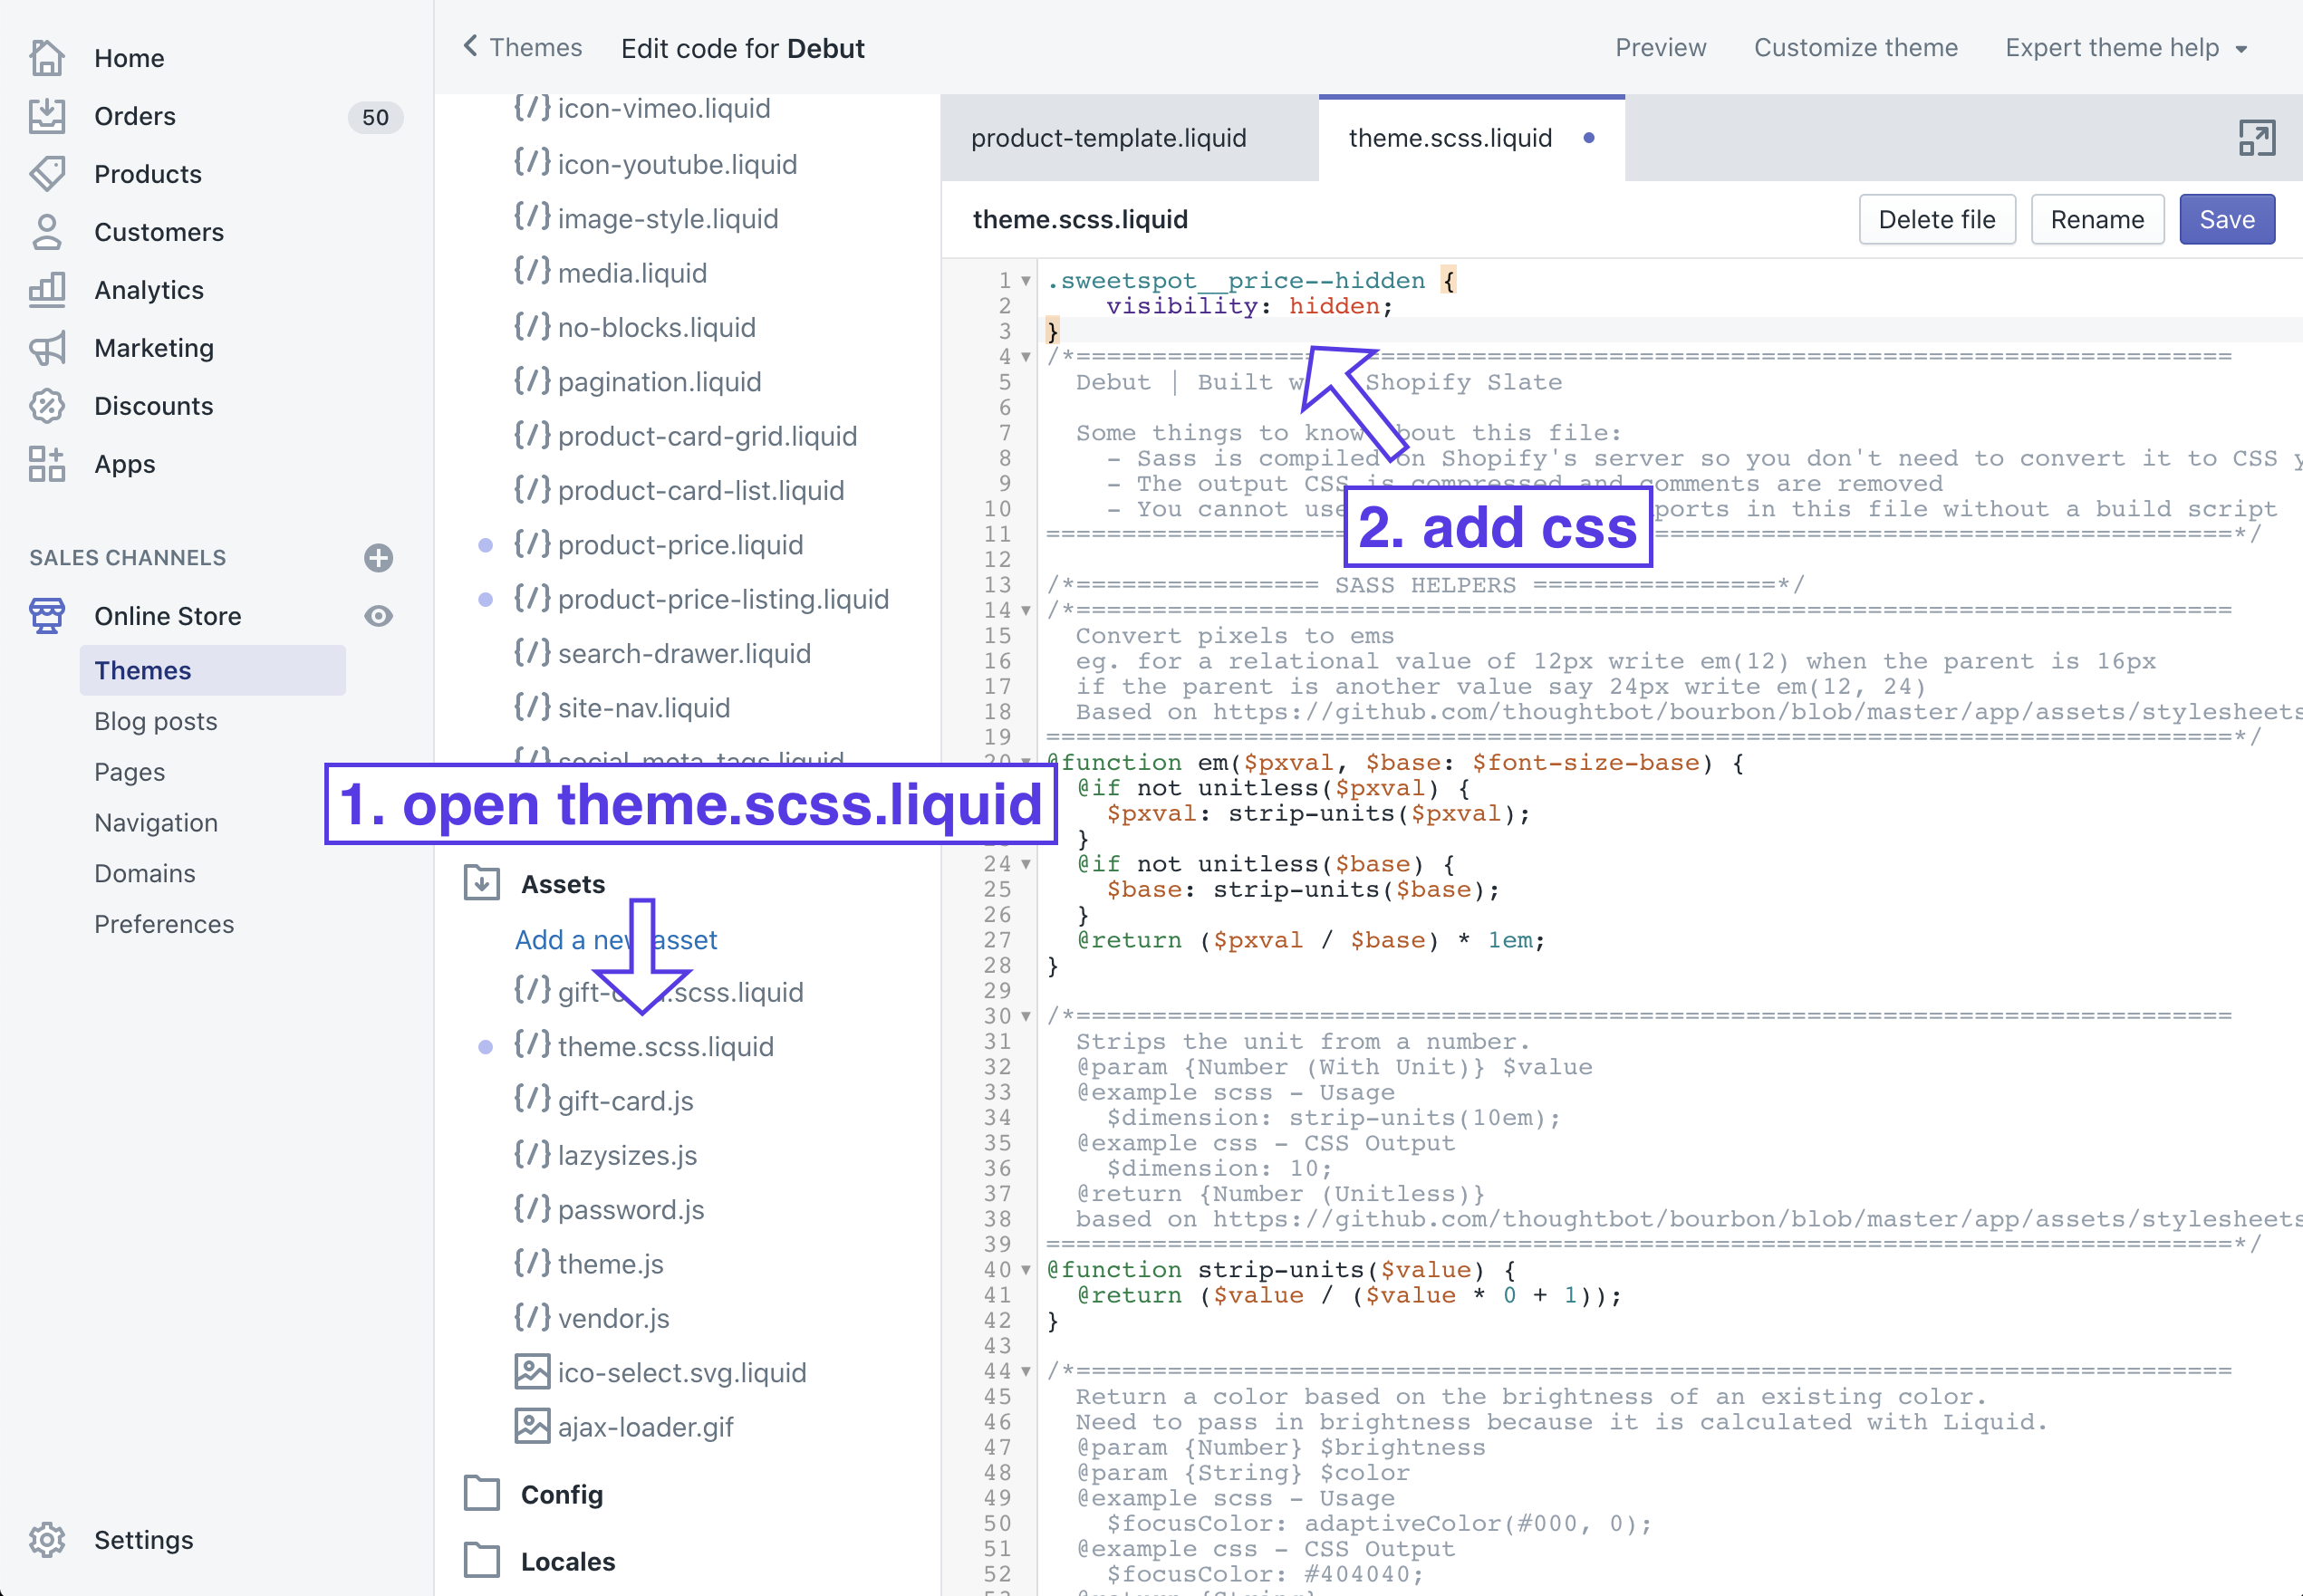 Home
Orders
50
Products
Customers
Analytics
Marketing
Discounts
Apps
SALES CHANNELS
Online Store
Themes
Blog posts
Pages
Navigation
Domains
Preferences
Settings
Themes
Edit code for Debut
Preview
Customize theme
Expert theme help
{/} icon-vimeo.liquid
{/} icon-youtube.liquid
{/} image-style.liquid
{/} media.liquid
{/} no-blocks.liquid
{/} pagination.liquid
{/} product-card-grid.liquid
{/} product-card-list.liquid
{/} product-price.liquid
{/} product-price-listing.liquid
{/} search-drawer.liquid
{/} site-nav.liquid
{/} social-meta-tags.liquid
1. open theme.scss.liquid
Assets
Add a new asset
{/} gift-card.scss.liquid
{/} theme.scss.liquid
{/} gift-card.js
{/} lazysizes.js
{/} password.js
{/} theme.js
{/} vendor.js
ico-select.svg.liquid
ajax-loader.gif
Config
Locales
product-template.liquid
theme.scss.liquid
theme.scss.liquid
Delete file
Rename
Save
1 .sweetspot__price--hidden {
2 visibility: hidden;
3 }
4 /*============================================================================
5 Debut | Built w Shopify Slate
6
7 Some things to know about this file:
8 - Sass is compiled on Shopify's server so you don't need to convert it to CSS y
9 - The output CSS is compressed and comments are removed
10 - You cannot use ports in this file without a build script
11 ==============================================================================*/
2. add css
12
13 /*================ SASS HELPERS ================*/
14 /*============================================================================
15 Convert pixels to ems
16 eg. for a relational value of 12px write em(12) when the parent is 16px
17 if the parent is another value say 24px write em(12, 24)
18 Based on https://github.com/thoughtbot/bourbon/blob/master/app/assets/stylesheets
19 ==============================================================================*/
20 @function em($pxval, $base: $font-size-base) {
@if not unitless($pxval) {
$pxval: strip-units($pxval);
}
24 @if not unitless($base) {
25 $base: strip-units($base);
26 }
27 @return ($pxval / $base) * 1em;
28 }
29
30 /*============================================================================
31 Strips the unit from a number.
32 @param {Number (With Unit)} $value
33 @example scss - Usage
34 $dimension: strip-units(10em);
35 @example css - CSS Output
36 $dimension: 10;
37 @return {Number (Unitless)}
38 based on https://github.com/thoughtbot/bourbon/blob/master/app/assets/stylesheets
39 ==============================================================================*/
40 @function strip-units($value) {
41 @return ($value / ($value * 0 + 1));
42 }
43
44 /*============================================================================
45 Return a color based on the brightness of an existing color.
46 Need to pass in brightness because it is calculated with Liquid.
47 @param {Number} $brightness
48 @param {String} $color
49 @example scss - Usage
50 $focusColor: adaptiveColor(#000, 0);
51 @example css - CSS Output
52 $focusColor: #404040;